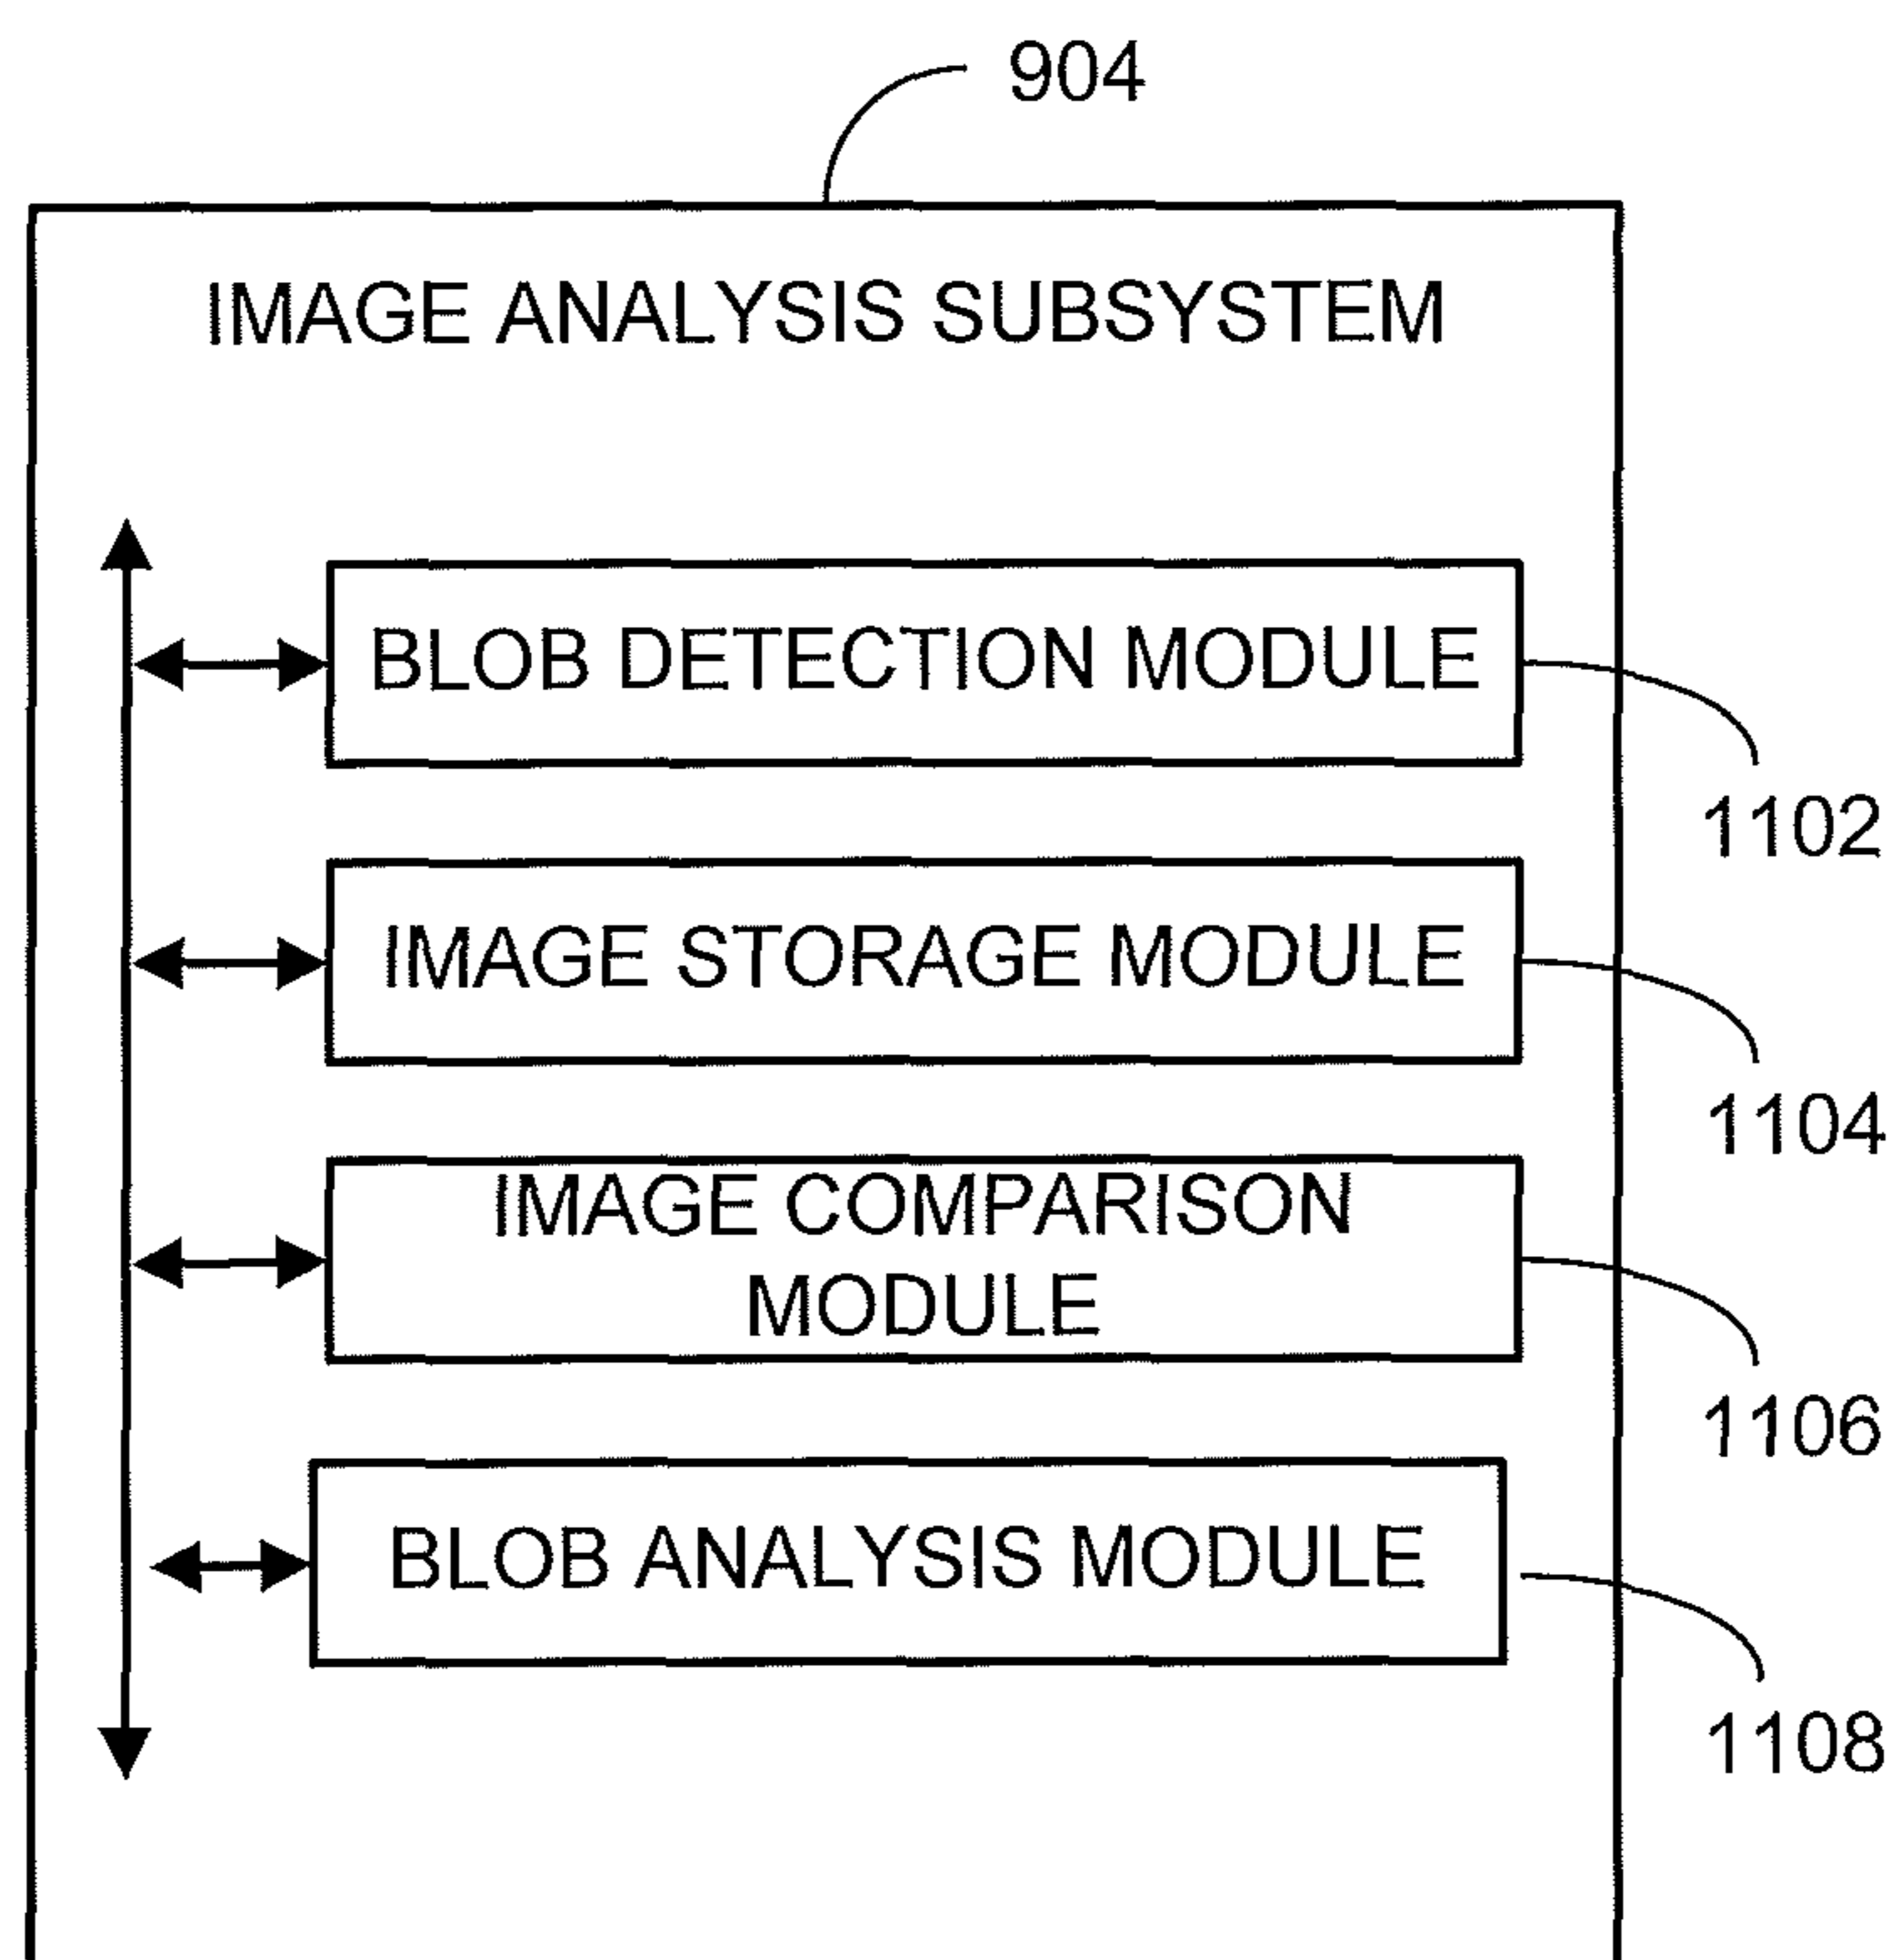 904
IMAGE ANALYSIS SUBSYSTEM
BLOB DETECTION MODULE
1102
IMAGE STORAGE MODULE
1104
IMAGE COMPARISON
MODULE
1106
BLOB ANALYSIS MODULE
1108